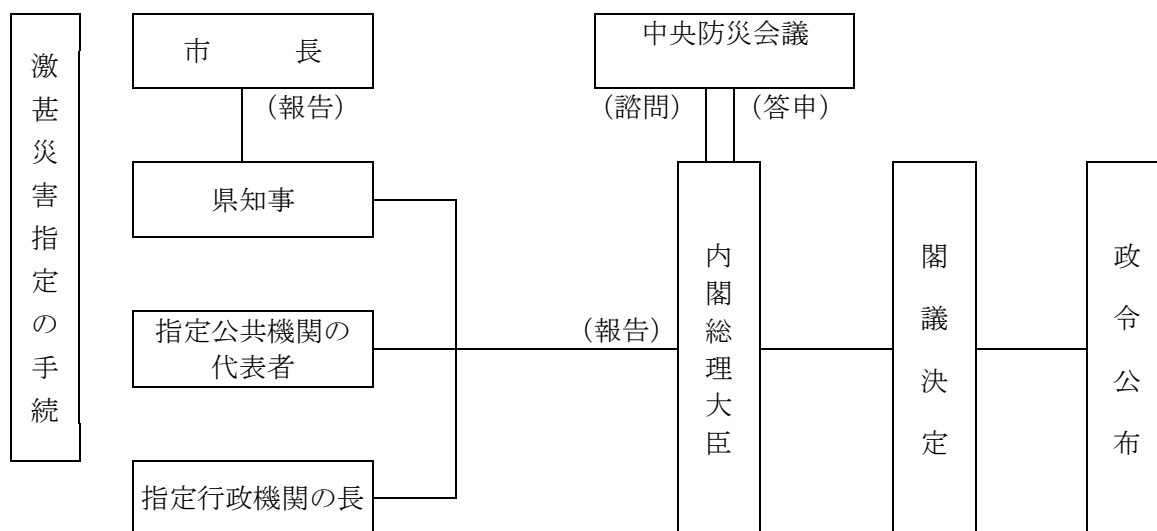 激甚災害指定の手続
市　　　長
(報告)
県知事
指定公共機関の
代表者
指定行政機関の長
中央防災会議
(諮問)
(答申)
(報告)
内閣総理大臣
閣議決定
政令公布